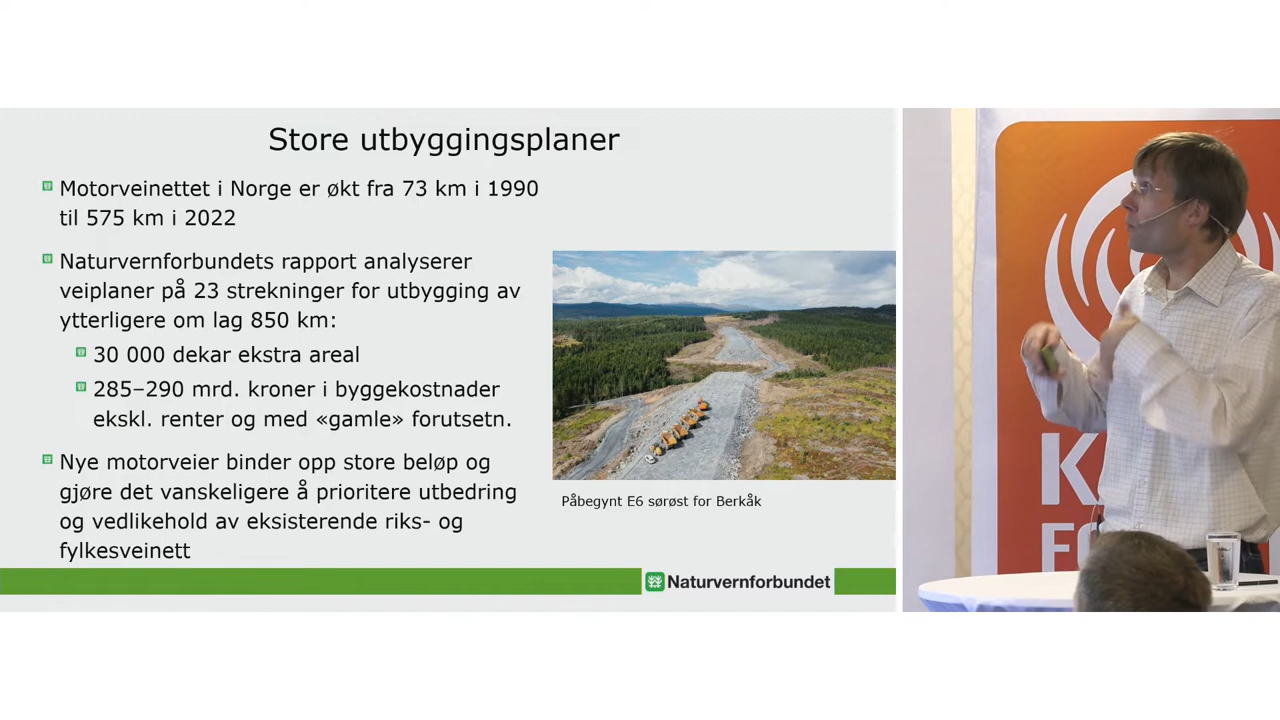 Store utbyggingsplaner
Motorveinettet i Norge er økt fra 73 km i 1990
til 575 km i 2022
Naturvernforbundets rapport analyserer
veiplaner på 23 strekninger for utbygging av
ytterligere om lag 850 km:
30 000 dekar ekstra areal
285–290 mrd. kroner i byggekostnader
ekskl. renter og med «gamle» forutsetn.
Nye motorveier binder opp store beløp og
gjøre det vanskeligere å prioritere utbedring
og vedlikehold av eksisterende riks- og
fylkesveinett
Påbegynt E6 sørøst for Berkåk
Naturvernforbundet